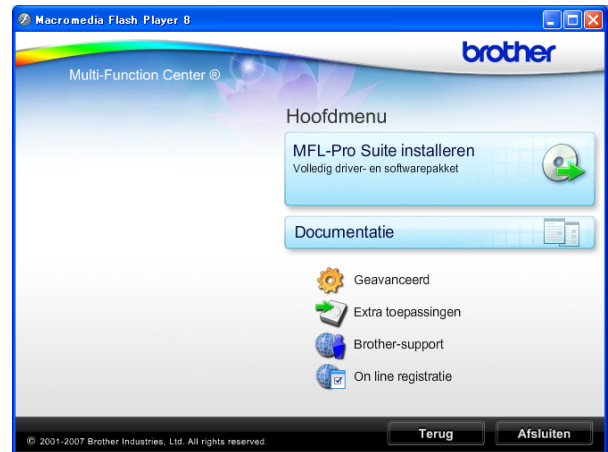 Macromedia Flash Player 8
brother
Multi-Function Center ®
Hoofdmenu
MFL-Pro Suite installeren
Volledig driver- en softwarepakket
Documentatie
Geavanceerd
Extra toepassingen
Brother-support
On line registratie
Terug
Afsluiten
© 2001-2007 Brother Industries, Ltd. All rights reserved.